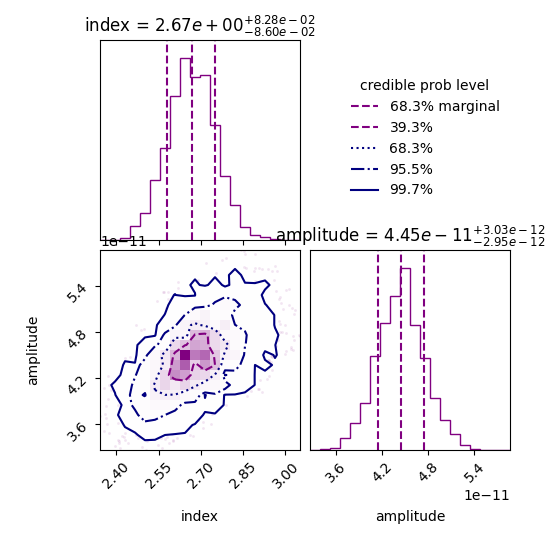 index = 2.67e+00+8.28e−02 −8.60e−02
credible prob level
68.3% marginal
39.3%
68.3%
95.5%
99.7%
amplitude = 4.45e−11+3.03e−12 −2.95e−12
1e−11
5.4
4.8
4.2
3.6
amplitude
2.40 2.55 2.70 2.85 3.00
index
3.6 4.2 4.8 5.4
1e−11
amplitude